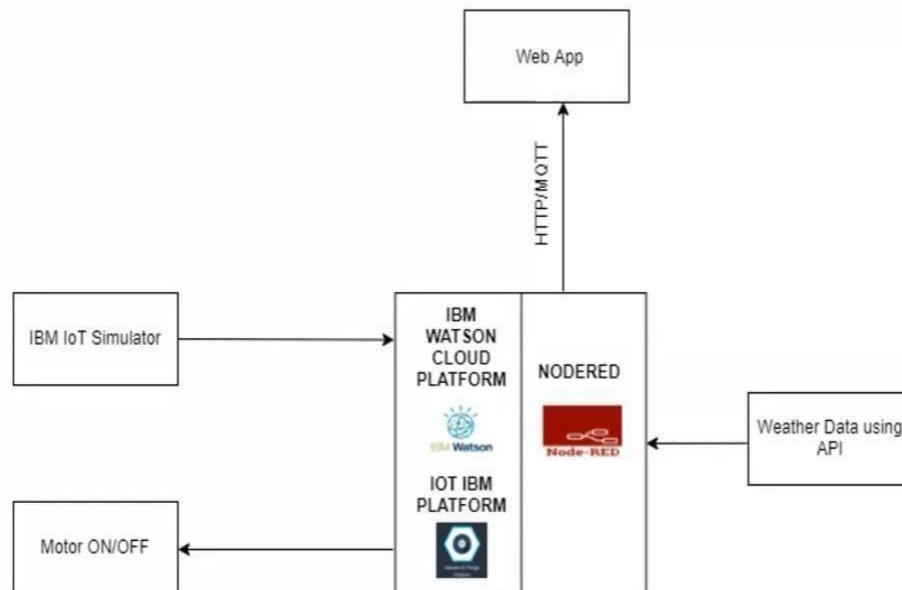 Web App
HTTP/MQTT
IBM IoT Simulator
IBM
WATSON
CLOUD
PLATFORM
IBM Watson
IOT IBM
PLATFORM
NODERED
Node-RED
Weather Data using
API
Motor ON/OFF